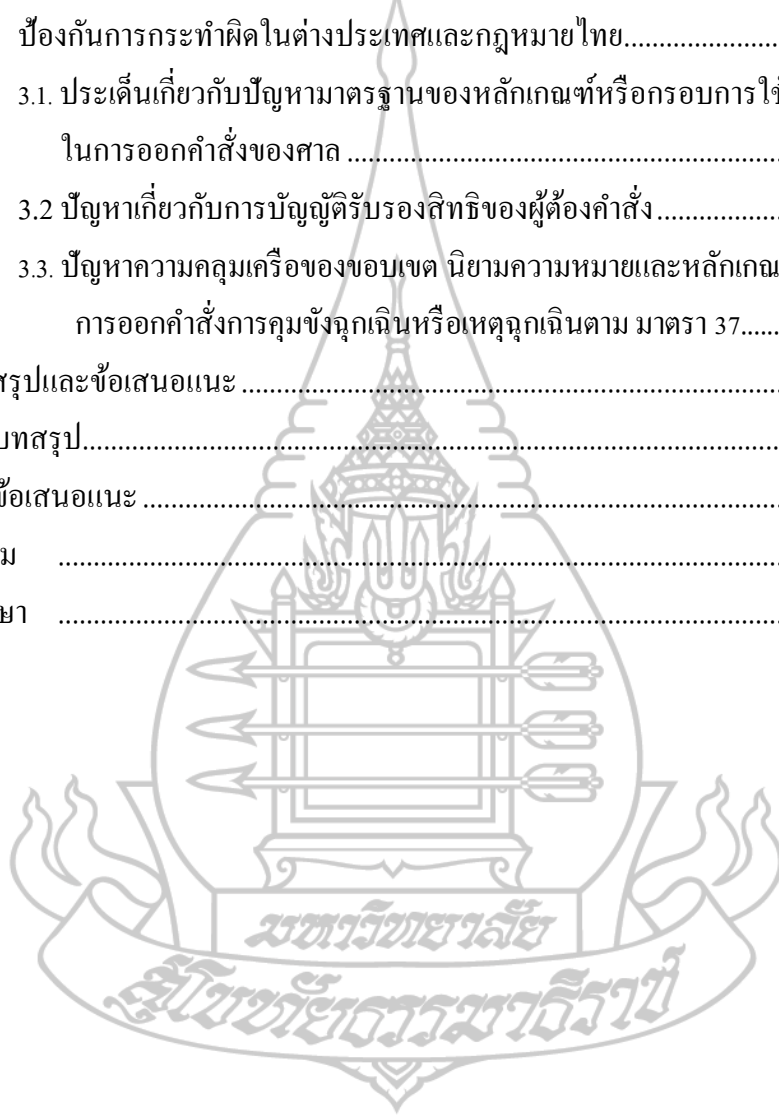 ป้องกันการกระทำผิดในต่างประเทศและกฎหมายไทย........................
3.1. ประเด็นเกี่ยวกับปัญหามาตรฐานของหลักเกณฑ์หรือกรอบการใช้
ในการออกคำสั่งของศาล ........................
3.2 ปัญหาเกี่ยวกับการบัญญัติรับรองสิทธิของผู้ต้องคำสั่ง........................
3.3. ปัญหาความคลุมเครือของขอบเขต นิยามความหมายและหลักเกณ
การออกคำสั่งการคุมขังฉุกเฉินหรือเหตุฉุกเฉินตาม มาตรา 37.......
สรุปและข้อเสนอแนะ ........................
บทสรุป........................
ข้อเสนอแนะ ........................
ม ........................
ษา ........................
มหาวิทยาลัย
สุโขทัยธรรมาธิราช